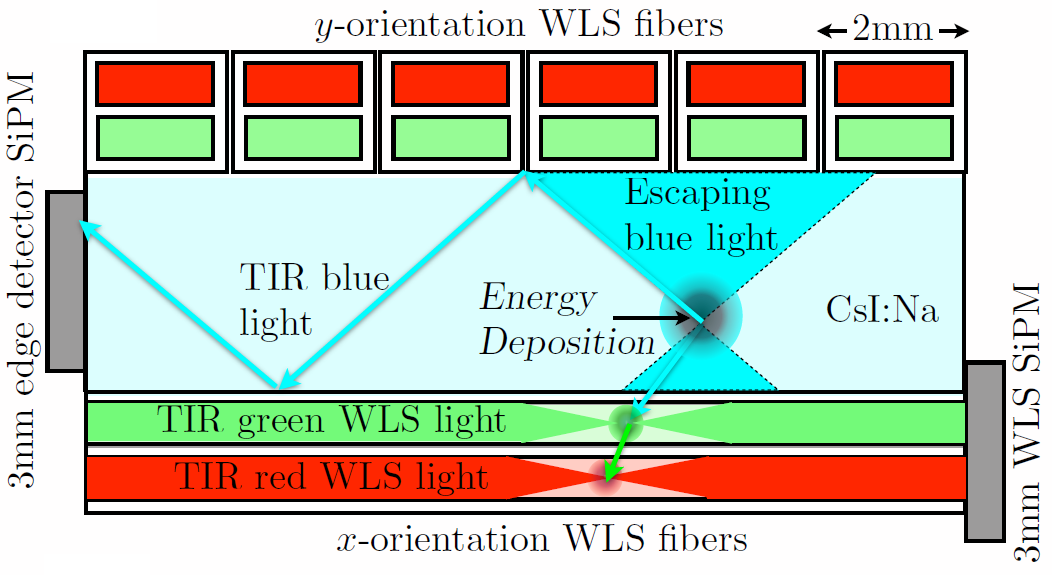 y-orientation WLS fibers
2mm
3mm edge detector SiPM
Escaping
blue light
TIR blue
light
Energy
Deposition
CsI:Na
TIR green WLS light
TIR red WLS light
3mm WLS SiPM
x-orientation WLS fibers